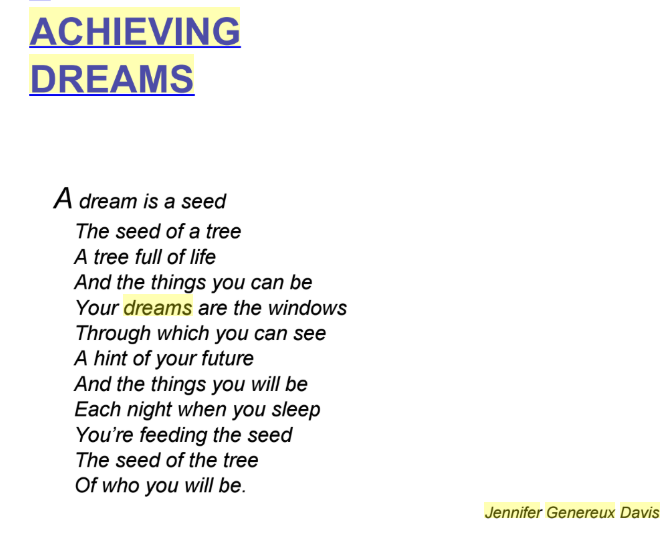 ACHIEVING
DREAMS
A dream is a seed
The seed of a tree
A tree full of life
And the things you can be
Your dreams are the windows
Through which you can see
A hint of your future
And the things you will be
Each night when you sleep
You’re feeding the seed
The seed of the tree
Of who you will be.
Jennifer Genereux Davis